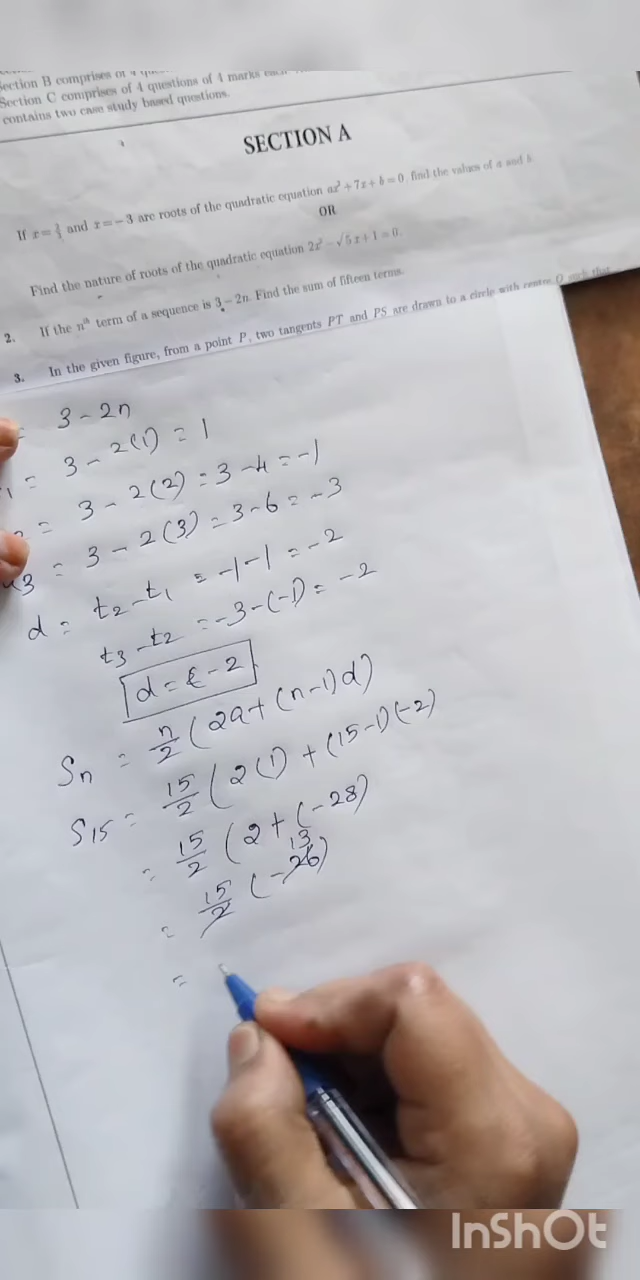 Section B comprises of 4
Section C comprises of 4 questions of 4 marks each
contains two case study based questions.
SECTION A
If x = and x = −3 are roots of the quadratic equation ax² + 7x + b = 0, find the values of a and b.
OR
Find the nature of roots of the quadratic equation 2x² − √5x + 1 = 0.
2. If the nᵗʰ term of a sequence is 3 − 2n. Find the sum of fifteen terms.
3. In the given figure, from a point P, two tangents PT and PS are drawn to a circle with centre O such that
3 - 2n
1 = 3 - 2(1) = 1
= 3 - 2(2) = 3 - 4 = -1
3 = 3 - 2(3) = 3 - 6 = -3
d = t₂ - t₁ = -1 - 1 = -2
t₃ - t₂ = -3 - (-1) = -2
d = - 2
Sn = n/2 (2a + (n-1)d)
S15 = 15/2 (2(1) + (15-1)(-2)
= 15/2 (2 + (-28)
13
= 15/2 (-26)
=
InShOt